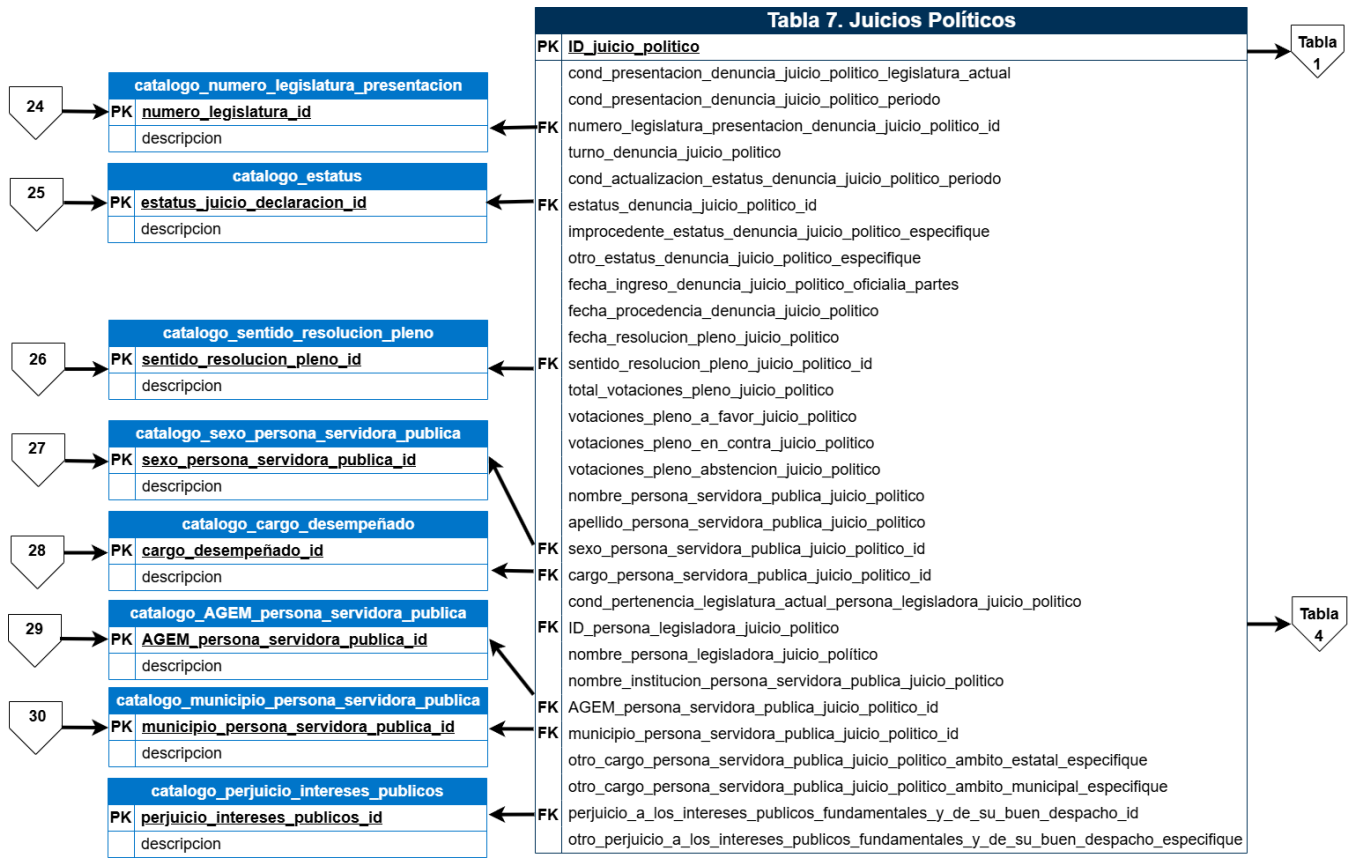 Tabla 7. Juicios Políticos
PK ID_juicio_politico
cond_presentacion_denuncia_juicio_politico_legislatura_actual
cond_presentacion_denuncia_juicio_politico_periodo
FK numero_legislatura_presentacion_denuncia_juicio_politico_id
turno_denuncia_juicio_politico
cond_actualizacion_estatus_denuncia_juicio_politico_periodo
FK estatus_denuncia_juicio_politico_id
improcedente_estatus_denuncia_juicio_politico_especifique
otro_estatus_denuncia_juicio_politico_especifique
fecha_ingreso_denuncia_juicio_politico_oficialia_partes
fecha_procedencia_denuncia_juicio_politico
fecha_resolucion_pleno_juicio_politico
FK sentido_resolucion_pleno_juicio_politico_id
total_votaciones_pleno_juicio_politico
votaciones_pleno_a_favor_juicio_politico
votaciones_pleno_en_contra_juicio_politico
votaciones_pleno_abstencion_juicio_politico
nombre_persona_servidora_publica_juicio_politico
apellido_persona_servidora_publica_juicio_politico
FK sexo_persona_servidora_publica_juicio_politico_id
FK cargo_persona_servidora_publica_juicio_politico_id
cond_pertenencia_legislatura_actual_persona_legisladora_juicio_politico
FK ID_persona_legisladora_juicio_politico
nombre_persona_legisladora_juicio_político
nombre_institucion_persona_servidora_publica_juicio_politico
FK AGEM_persona_servidora_publica_juicio_politico_id
FK municipio_persona_servidora_publica_juicio_politico_id
otro_cargo_persona_servidora_publica_juicio_politico_ambito_estatal_especifique
otro_cargo_persona_servidora_publica_juicio_politico_ambito_municipal_especifique
FK perjuicio_a_los_intereses_publicos_fundamentales_y_de_su_buen_despacho_id
otro_perjuicio_a_los_intereses_publicos_fundamentales_y_de_su_buen_despacho_especifique
Tabla
1
Tabla
4
catalogo_numero_legislatura_presentacion
24
PK numero_legislatura_id
descripcion
catalogo_estatus
25
PK estatus_juicio_declaracion_id
descripcion
catalogo_sentido_resolucion_pleno
26
PK sentido_resolucion_pleno_id
descripcion
catalogo_sexo_persona_servidora_publica
27
PK sexo_persona_servidora_publica_id
descripcion
catalogo_cargo_desempeñado
28
PK cargo_desempeñado_id
descripcion
catalogo_AGEM_persona_servidora_publica
29
PK AGEM_persona_servidora_publica_id
descripcion
catalogo_municipio_persona_servidora_publica
30
PK municipio_persona_servidora_publica_id
descripcion
catalogo_perjuicio_intereses_publicos
PK perjuicio_intereses_publicos_id
descripcion